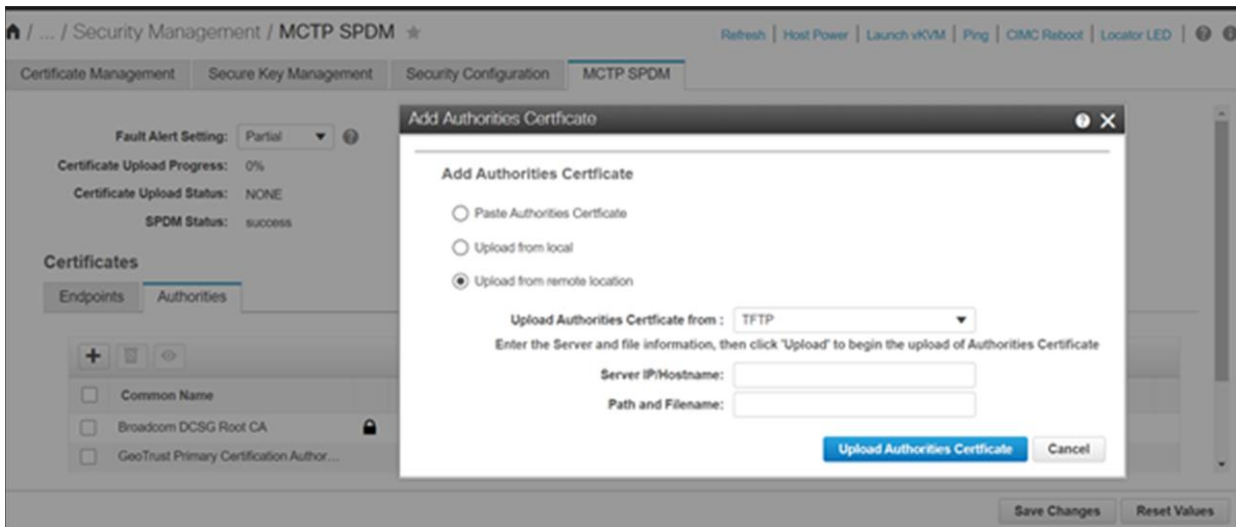 / ... / Security Management / MCTP SPDM
Refresh | Host Power | Launch vKVM | Ping | CIMC Reboot | Locator LED |
Certificate Management Secure Key Management Security Configuration MCTP SPDM
Fault Alert Setting: Partial
Certificate Upload Progress: 0%
Certificate Upload Status: NONE
SPDM Status: success
Certificates
Endpoints Authorities
Common Name
Broadcom DCSG Root CA
GeoTrust Primary Certification Author...
Add Authorities Certficate
Add Authorities Certficate
Paste Authorities Certficate
Upload from local
Upload from remote location
Upload Authorities Certficate from : TFTP
Enter the Server and file information, then click 'Upload' to begin the upload of Authorities Certificate
Server IP/Hostname:
Path and Filename:
Upload Authorities Certficate Cancel
Save Changes Reset Values